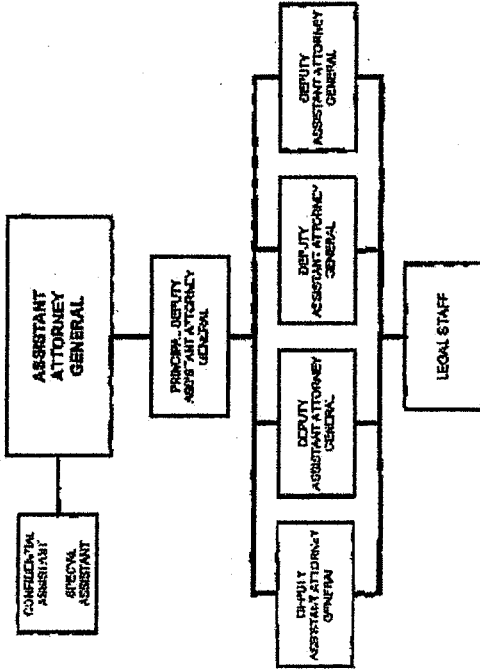 ASSISTANT
ATTORNEY
GENERAL
CONFIDENTIAL
ASSISTANT
SPECIAL
ASSISTANT
PRINCIPAL DEPUTY
ASSISTANT ATTORNEY
GENERAL
DEPUTY
ASSISTANT ATTORNEY
GENERAL
DEPUTY
ASSISTANT ATTORNEY
GENERAL
DEPUTY
ASSISTANT ATTORNEY
GENERAL
DEPUTY
ASSISTANT ATTORNEY
GENERAL
LEGAL STAFF